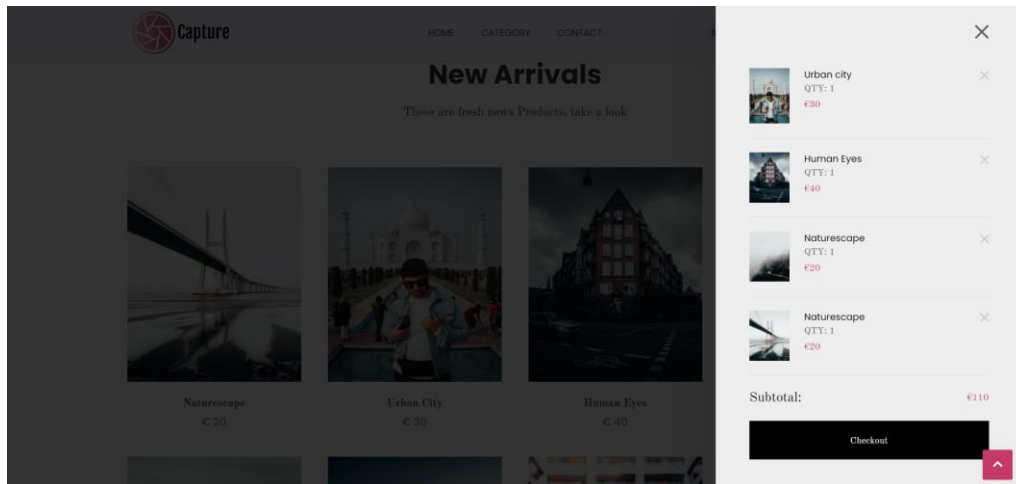 Capture
HOME CATEGORY CONTACT
New Arrivals
These are fresh news Products, take a look
Naturescape
€ 20
Urban City
€ 30
Human Eyes
€ 40
Urban city
QTY: 1
€30
Human Eyes
QTY: 1
€40
Naturescape
QTY: 1
€20
Naturescape
QTY: 1
€20
Subtotal: €110
Checkout